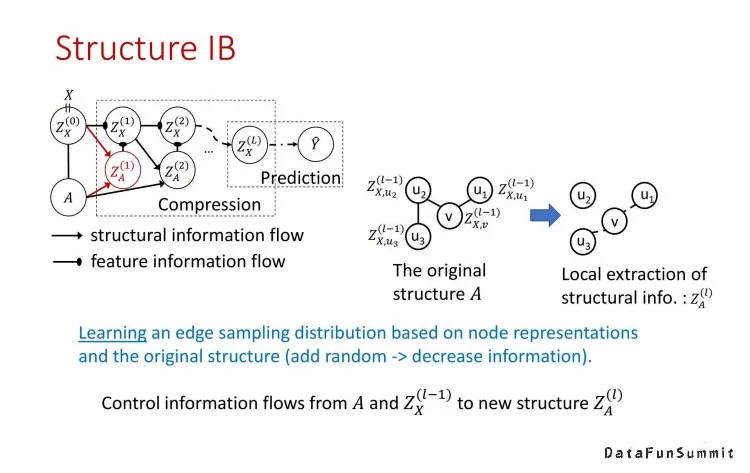 Structure IB
X
Z_X^{(0)} Z_X^{(1)} Z_X^{(2)} ... Z_X^{(L)} Ŷ
A Z_A^{(1)} Z_A^{(2)}
Prediction
Compression
structural information flow
feature information flow
Z_{X,u_2}^{(l-1)} u_2 u_1 Z_{X,u_1}^{(l-1)}
v Z_{X,v}^{(l-1)}
Z_{X,u_3}^{(l-1)} u_3
u_2 u_1
v
u_3
The original
structure A
Local extraction of
structural info. : Z_A^{(l)}
Learning an edge sampling distribution based on node representations
and the original structure (add random -> decrease information).
Control information flows from A and Z_X^{(l-1)} to new structure Z_A^{(l)}
DataFunSummit